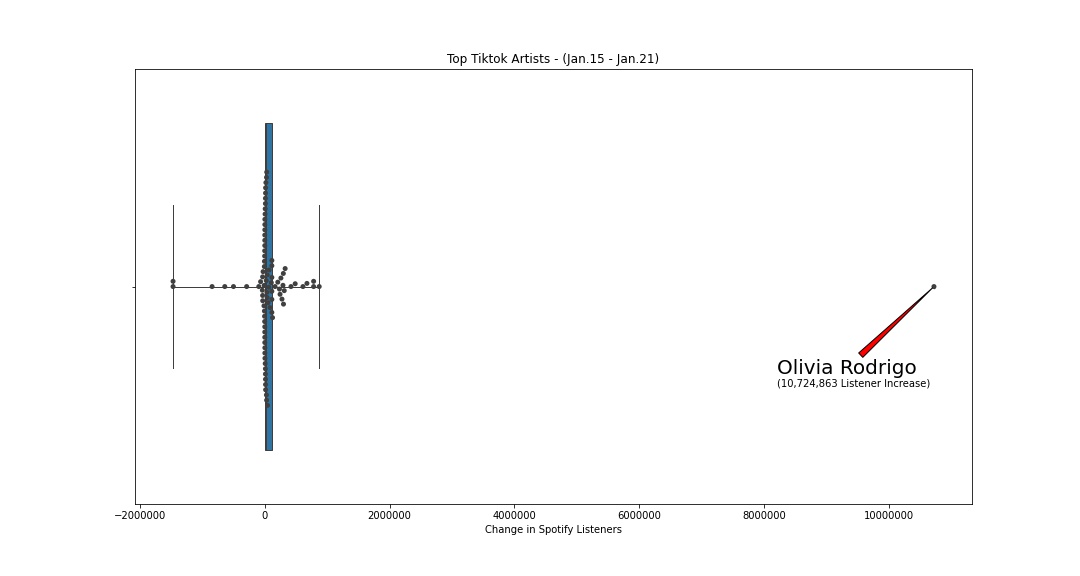 Top Tiktok Artists - (Jan.15 - Jan.21)
Olivia Rodrigo
(10,724,863 Listener Increase)
−2000000 0 2000000 4000000 6000000 8000000 10000000
Change in Spotify Listeners